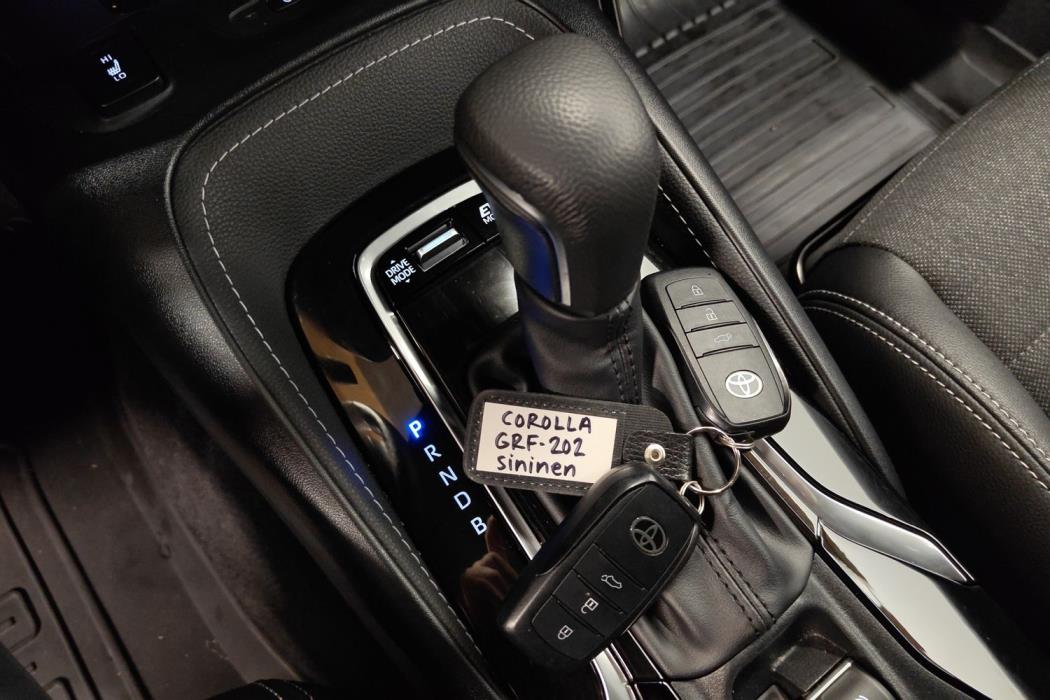 HI
LO
DRIVE
MODE
P
R
N
D
B
COROLLA
GRF-202
sininen